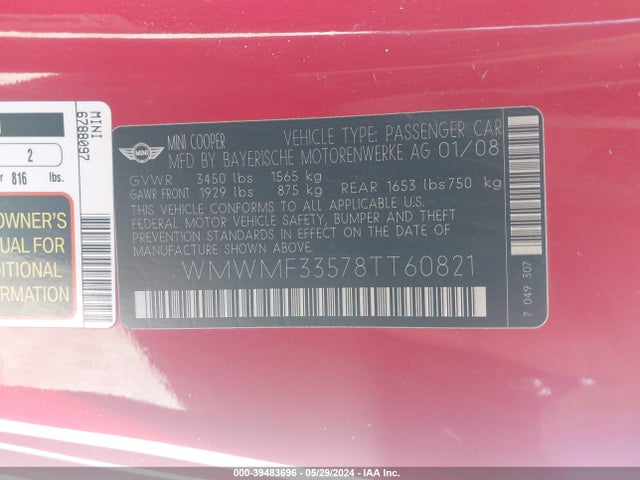 MINI
6788097
2
r 816 lbs.
OWNER'S
UAL FOR
DITIONAL
ORMATION
MINI
MINI COOPER
VEHICLE TYPE: PASSENGER CAR
MFD BY BAYERISCHE MOTORENWERKE AG 01/08
GVWR 3450 lbs 1565 kg
GAWR FRONT 1929 lbs 875 kg REAR 1653 lbs 750 kg
THIS VEHICLE CONFORMS TO ALL APPLICABLE
FEDERAL MOTOR VEHICLE SAFETY, BUMPER AND THEFT
PREVENTION STANDARDS IN EFFECT ON THE DATE OF
MANUFACTURE SHOWN ABOVE.
WMWMF33578TT60821
7 049 307
000-39483696 - 05/29/2024 - IAA Inc.